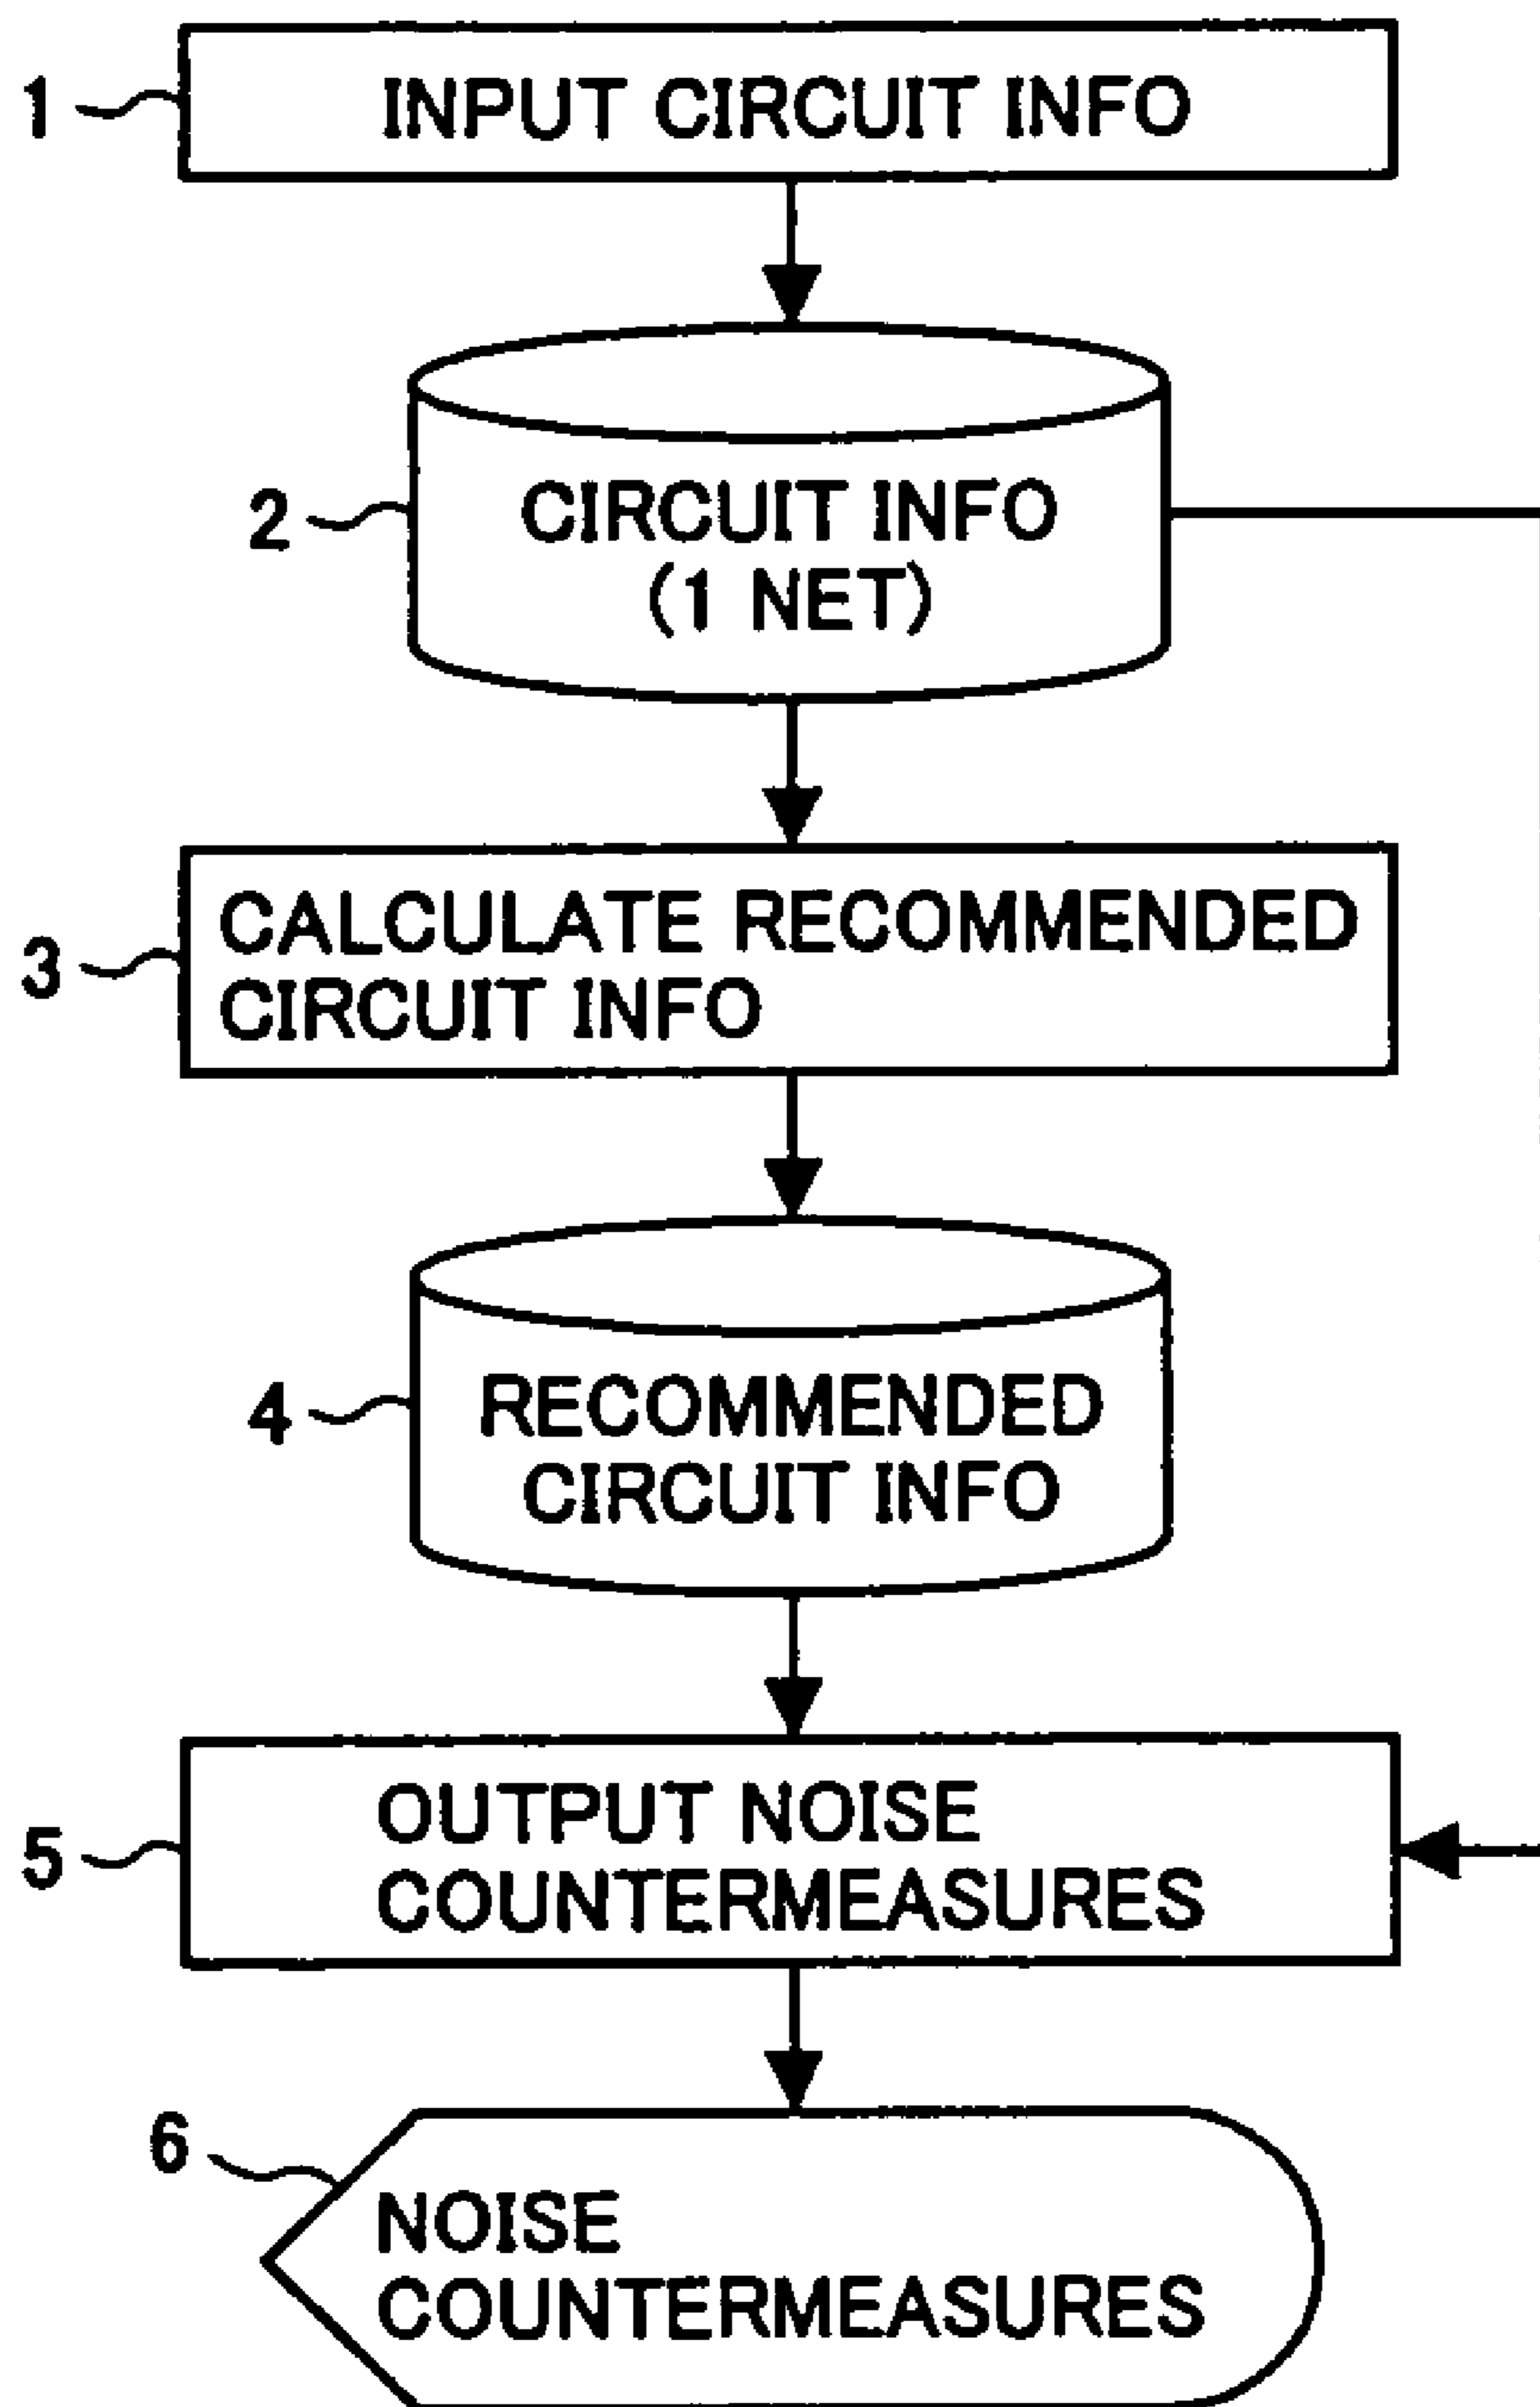 1
INPUT CIRCUIT INFO
2
CIRCUIT INFO
(1 NET)
3
CALCULATE RECOMMENDED
CIRCUIT INFO
4
RECOMMENDED
CIRCUIT INFO
5
OUTPUT NOISE
COUNTERMEASURES
6
NOISE
COUNTERMEASURES